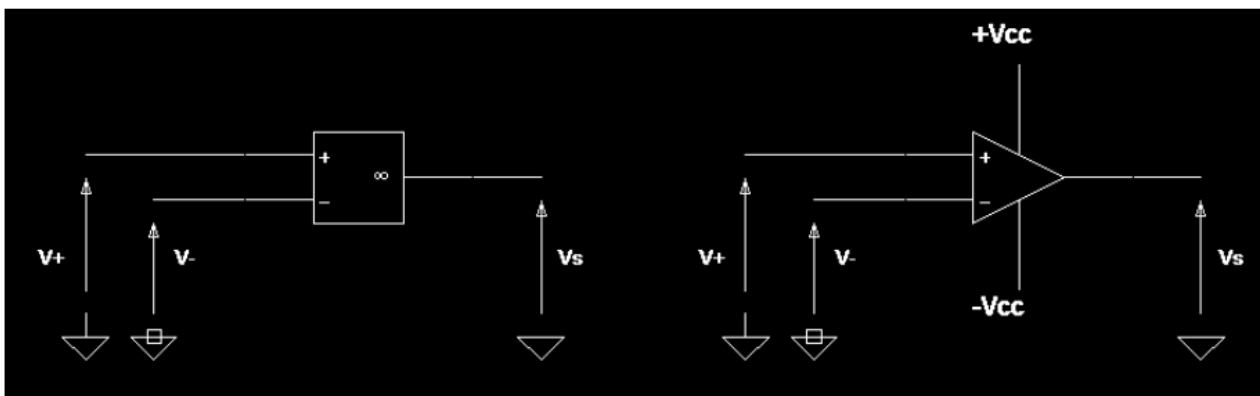 +Vcc
+
∞
–
V+
V-
Vs
+
–
V+
V-
Vs
-Vcc